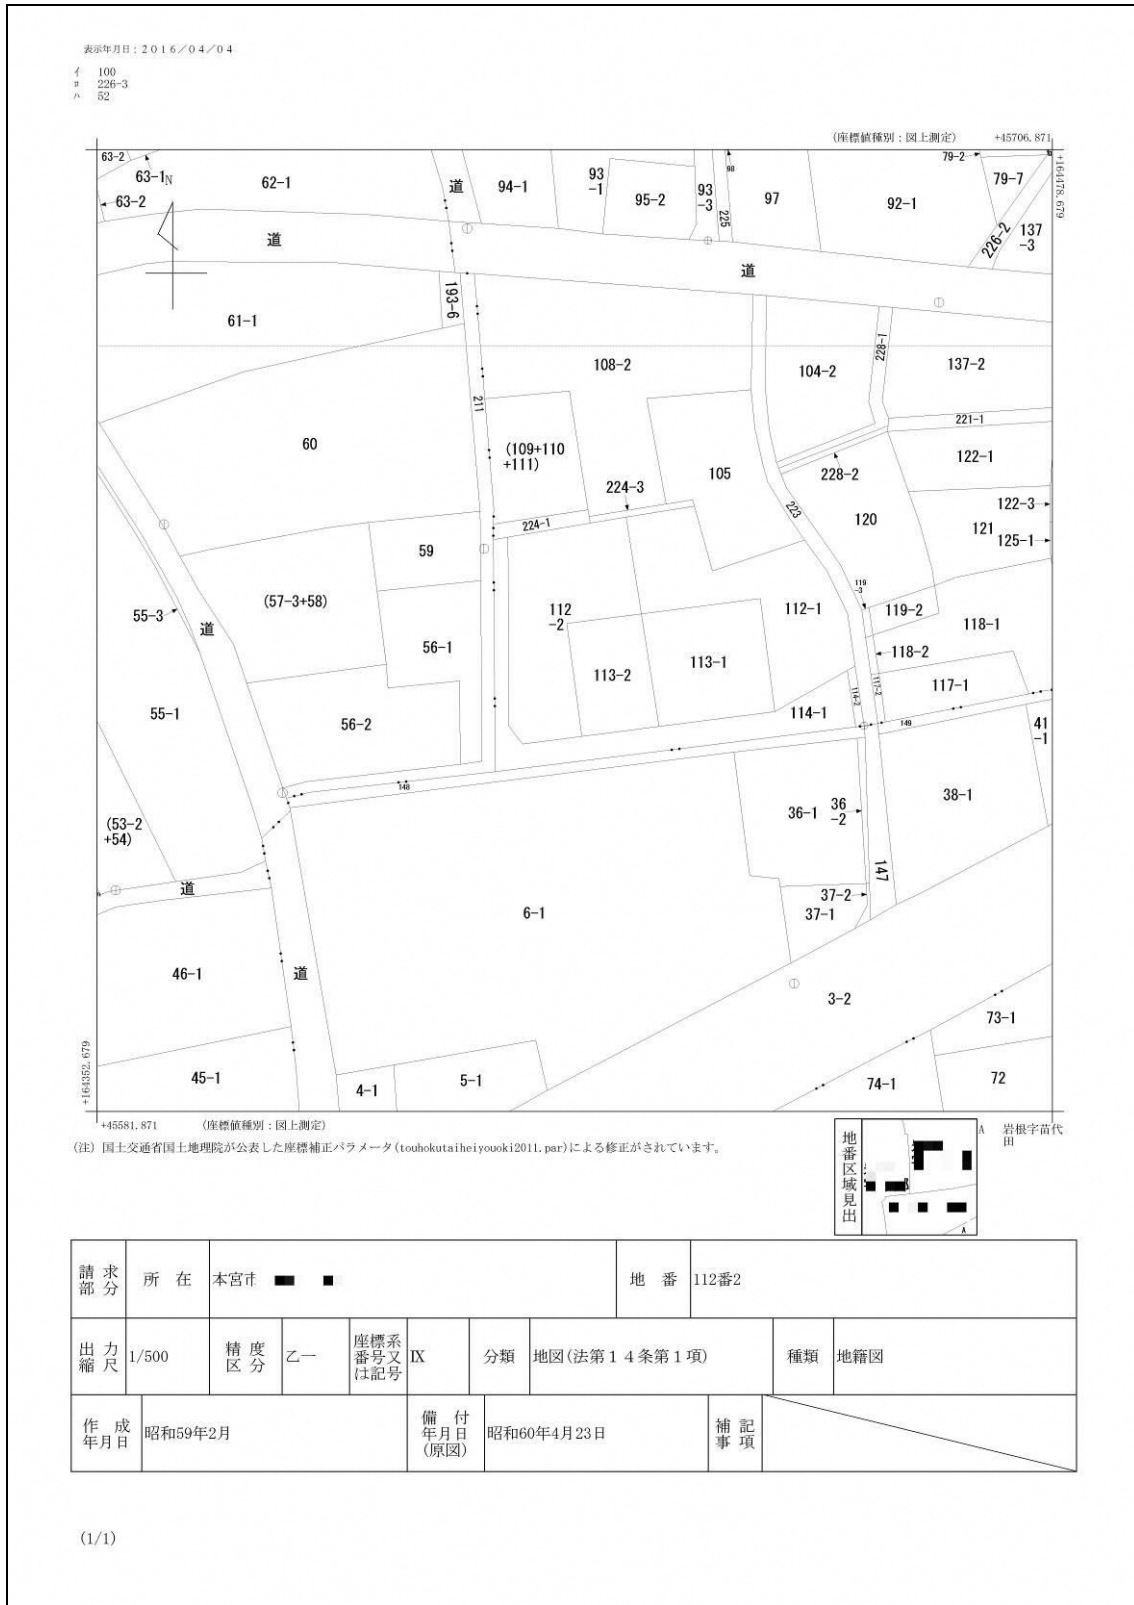 表示年月日：２０１６／０４／０４
イ 100
ロ 226-3
ハ 52
(座標値種別：図上測定) +45706.871
+164478.679
63-2
63-1
N
63-2
62-1
道
94-1
93
-1
95-2
93
-3
225
98
97
92-1
79-2
79-7
226-2
137
-3
道
道
61-1
193-6
108-2
104-2
228-1
137-2
211
60
(109+110
+111)
105
221-1
122-1
228-2
224-3
223
120
122-3
121
125-1
224-1
59
(57-3+58)
55-3
道
112
-2
112-1
119
-3
119-2
118-1
56-1
113-2
113-1
118-2
117-1
117-2
114-2
55-1
56-2
114-1
149
41
-1
148
38-1
(53-2
+54)
36-1
36
-2
147
道
37-2
37-1
6-1
46-1
道
3-2
73-1
45-1
4-1
5-1
74-1
72
+164352.679
+45581.871 (座標値種別：図上測定)
(注) 国土交通省国土地理院が公表した座標補正パラメータ(touhokutaiheiyouoki2011.par)による修正がされています。
地番区域見出
A
A 岩根字苗代
田
請求
部分
所在
本宮市
地番
112番2
出力
縮尺
1/500
精度
区分
乙一
座標系
番号又
は記号
Ⅸ
分類
地図(法第１４条第１項)
種類
地籍図
作成
年月日
昭和59年2月
備付
年月日
(原図)
昭和60年4月23日
補記
事項
(1/1)